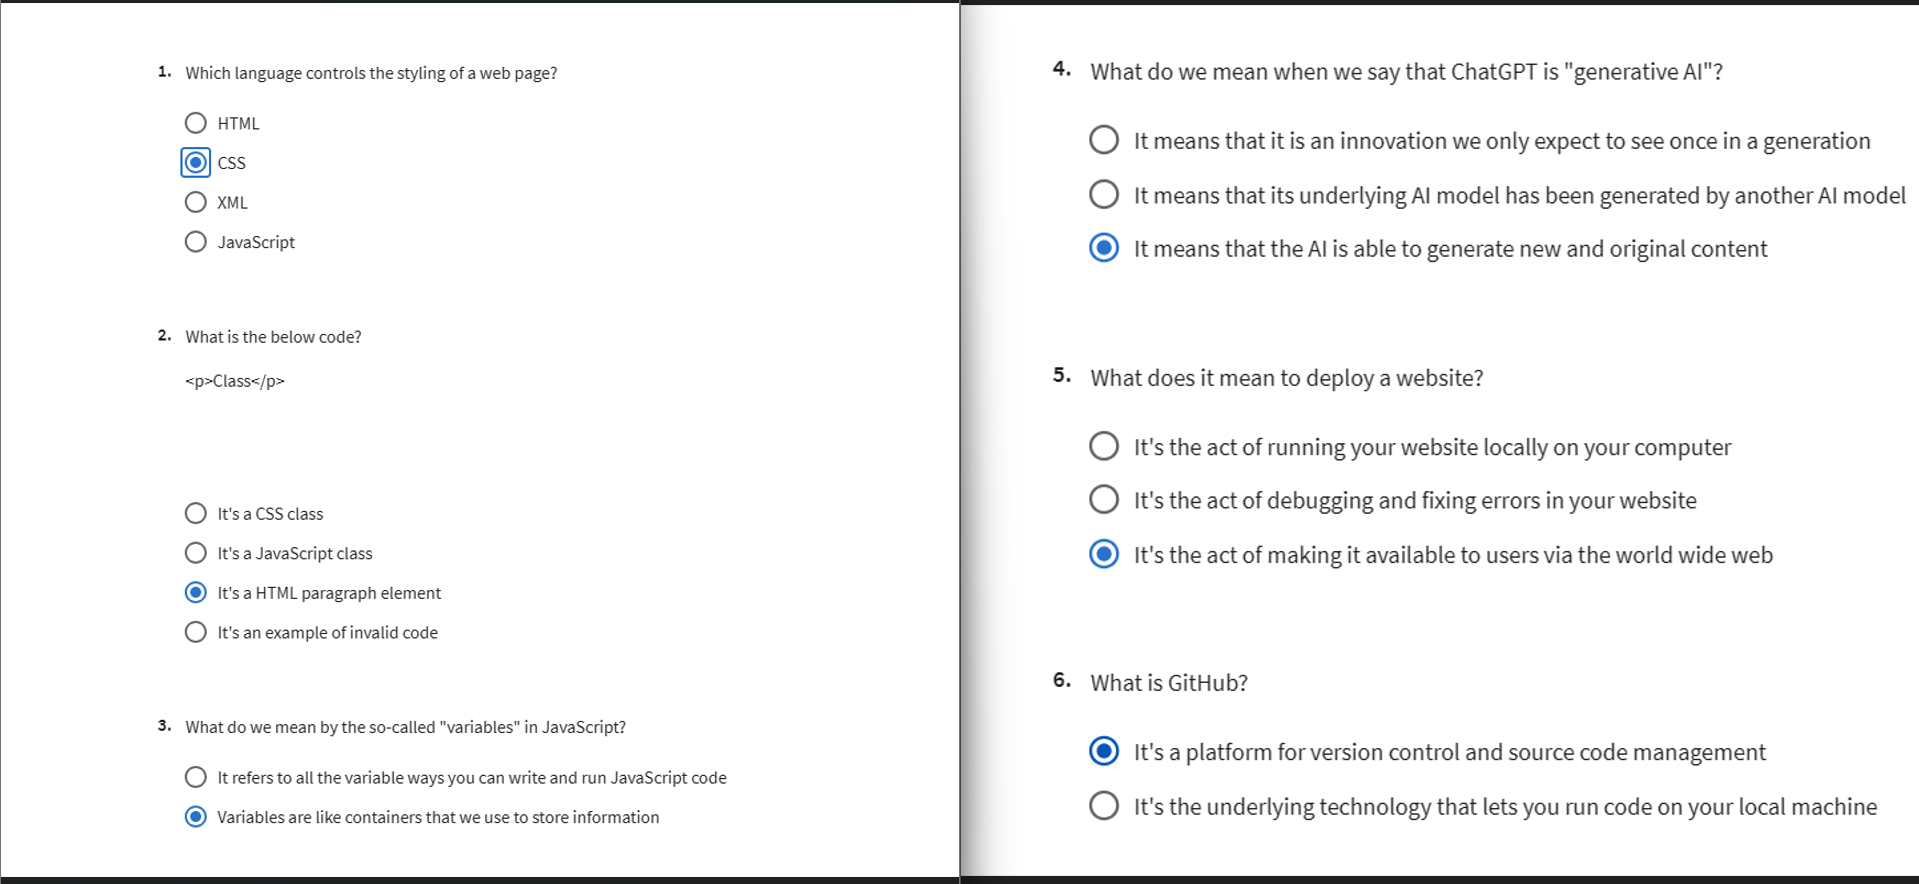 1. Which language controls the styling of a web page?
HTML
CSS
XML
JavaScript
2. What is the below code?
<p>Class</p>
It's a CSS class
It's a JavaScript class
It's a HTML paragraph element
It's an example of invalid code
3. What do we mean by the so-called "variables" in JavaScript?
It refers to all the variable ways you can write and run JavaScript code
Variables are like containers that we use to store information
4. What do we mean when we say that ChatGPT is "generative AI"?
It means that it is an innovation we only expect to see once in a generation
It means that its underlying AI model has been generated by another AI model
It means that the AI is able to generate new and original content
5. What does it mean to deploy a website?
It's the act of running your website locally on your computer
It's the act of debugging and fixing errors in your website
It's the act of making it available to users via the world wide web
6. What is GitHub?
It's a platform for version control and source code management
It's the underlying technology that lets you run code on your local machine